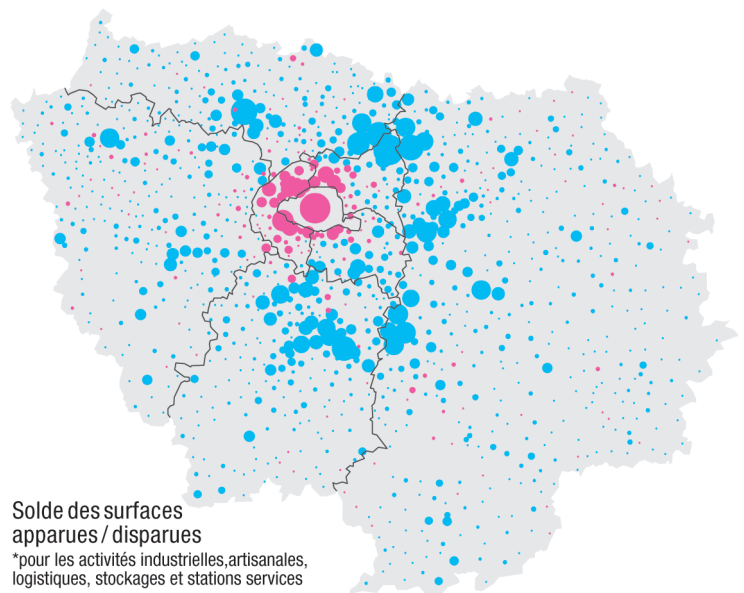 Solde des surfaces
apparues / disparues
*pour les activités industrielles,artisanales,
logistiques, stockages et stations services